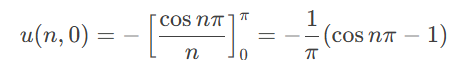 u(n, 0) = − [cos nπ / n]₀^π = − 1/π (cos nπ − 1)